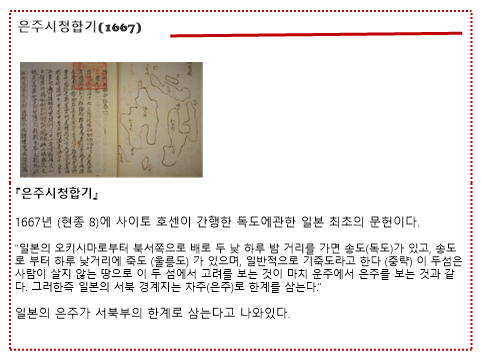 은주시청합기(1667)
『은주시청합기』
1667년 (현종 8)에 사이토 호센이 간행한 독도에관한 일본 최초의 문헌이다.
“일본의 오키시마로부터 북서쪽으로 배로 두 낮 하루 밤 거리를 가면 송도(독도)가 있고, 송도
로 부터 하루 낮거리에 죽도 (울릉도) 가 있으며, 일반적으로 기죽도라고 한다 (중략) 이 두섬은
사람이 살지 않는 땅으로 이 두 섬에서 고려를 보는 것이 마치 운주에서 은주를 보는 것과 같
다. 그러한즉 일본의 서북 경계지는 차주(은주)로 한계를 삼는다.”
일본의 은주가 서북부의 한계로 삼는다고 나와있다.